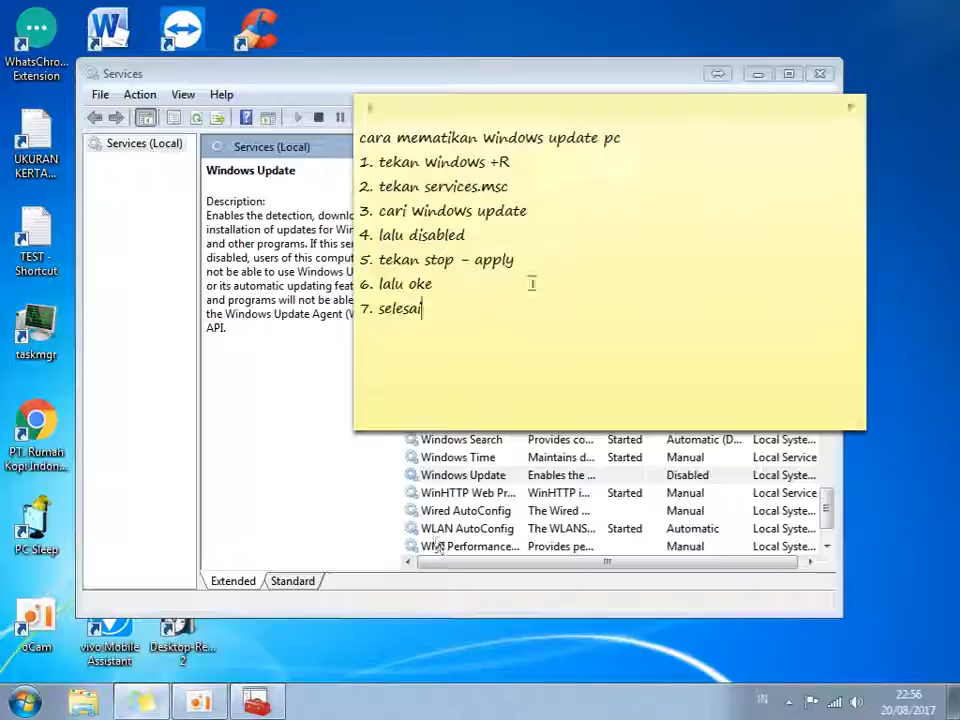 WhatsChro...
Extension
Services
File Action View Help
Services (Local)
Services (Local)
Windows Update
Description:
Enables the detection, downlo
installation of updates for Win
and other programs. If this ser
disabled, users of this comput
not be able to use Windows U
or its automatic updating feat
and programs will not be able
the Windows Update Agent (W
API.
cara mematikan windows update pc
1. tekan windows +R
2. tekan services.msc
3. cari windows update
4. lalu disabled
5. tekan stop - apply
6. lalu oke
7. selesai
Windows Search Provides co... Started Automatic (D... Local Syste...
Windows Time Maintains d... Started Manual Local Service
Windows Update Enables the ... Disabled Local Syste...
WinHTTP Web Pr... WinHTTP i... Started Manual Local Service
Wired AutoConfig The Wired ... Manual Local Syste...
WLAN AutoConfig The WLANS... Started Automatic Local Syste...
Performance... Provides pe... Manual Local Syste...
Extended Standard
UKURAN
KERTA...
TEST -
Shortcut
taskmgr
PT. Rumah
Kopi Indon...
PC Sleep
oCam
vivo Mobile
Assistant
Desktop-Re...
2
IN
22:56
20/08/2017